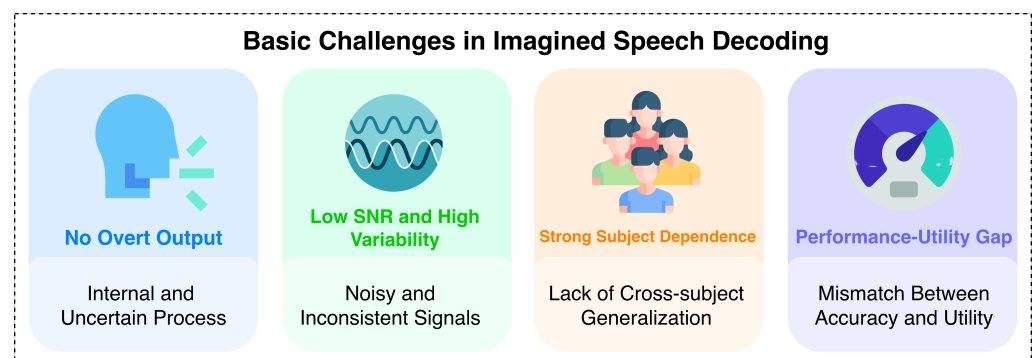 Basic Challenges in Imagined Speech Decoding
No Overt Output
Internal and
Uncertain Process
Low SNR and High
Variability
Noisy and
Inconsistent Signals
Strong Subject Dependence
Lack of Cross-subject
Generalization
Performance-Utility Gap
Mismatch Between
Accuracy and Utility